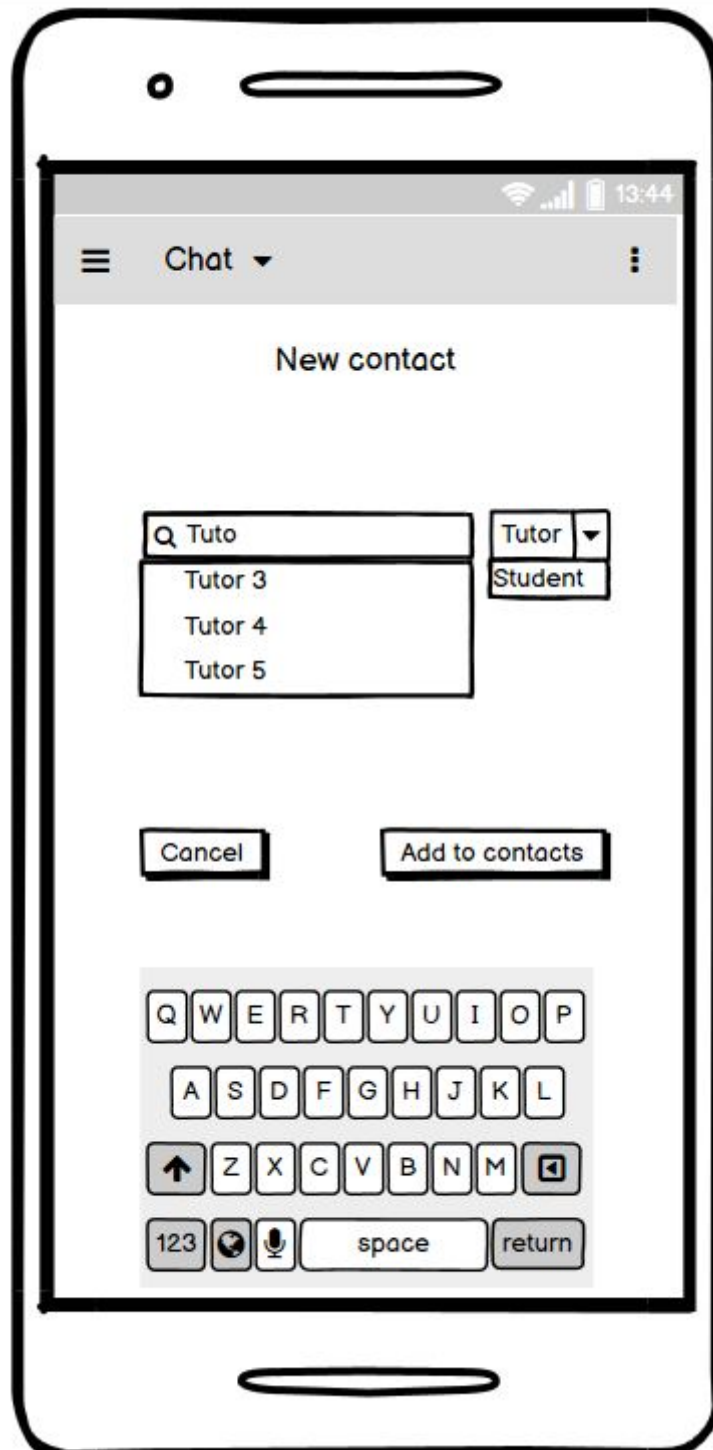 13:44
Chat
New contact
Tuto Tutor
Tutor 3 Student
Tutor 4
Tutor 5
Cancel Add to contacts
Q W E R T Y U I O P
A S D F G H J K L
Z X C V B N M
123 space return